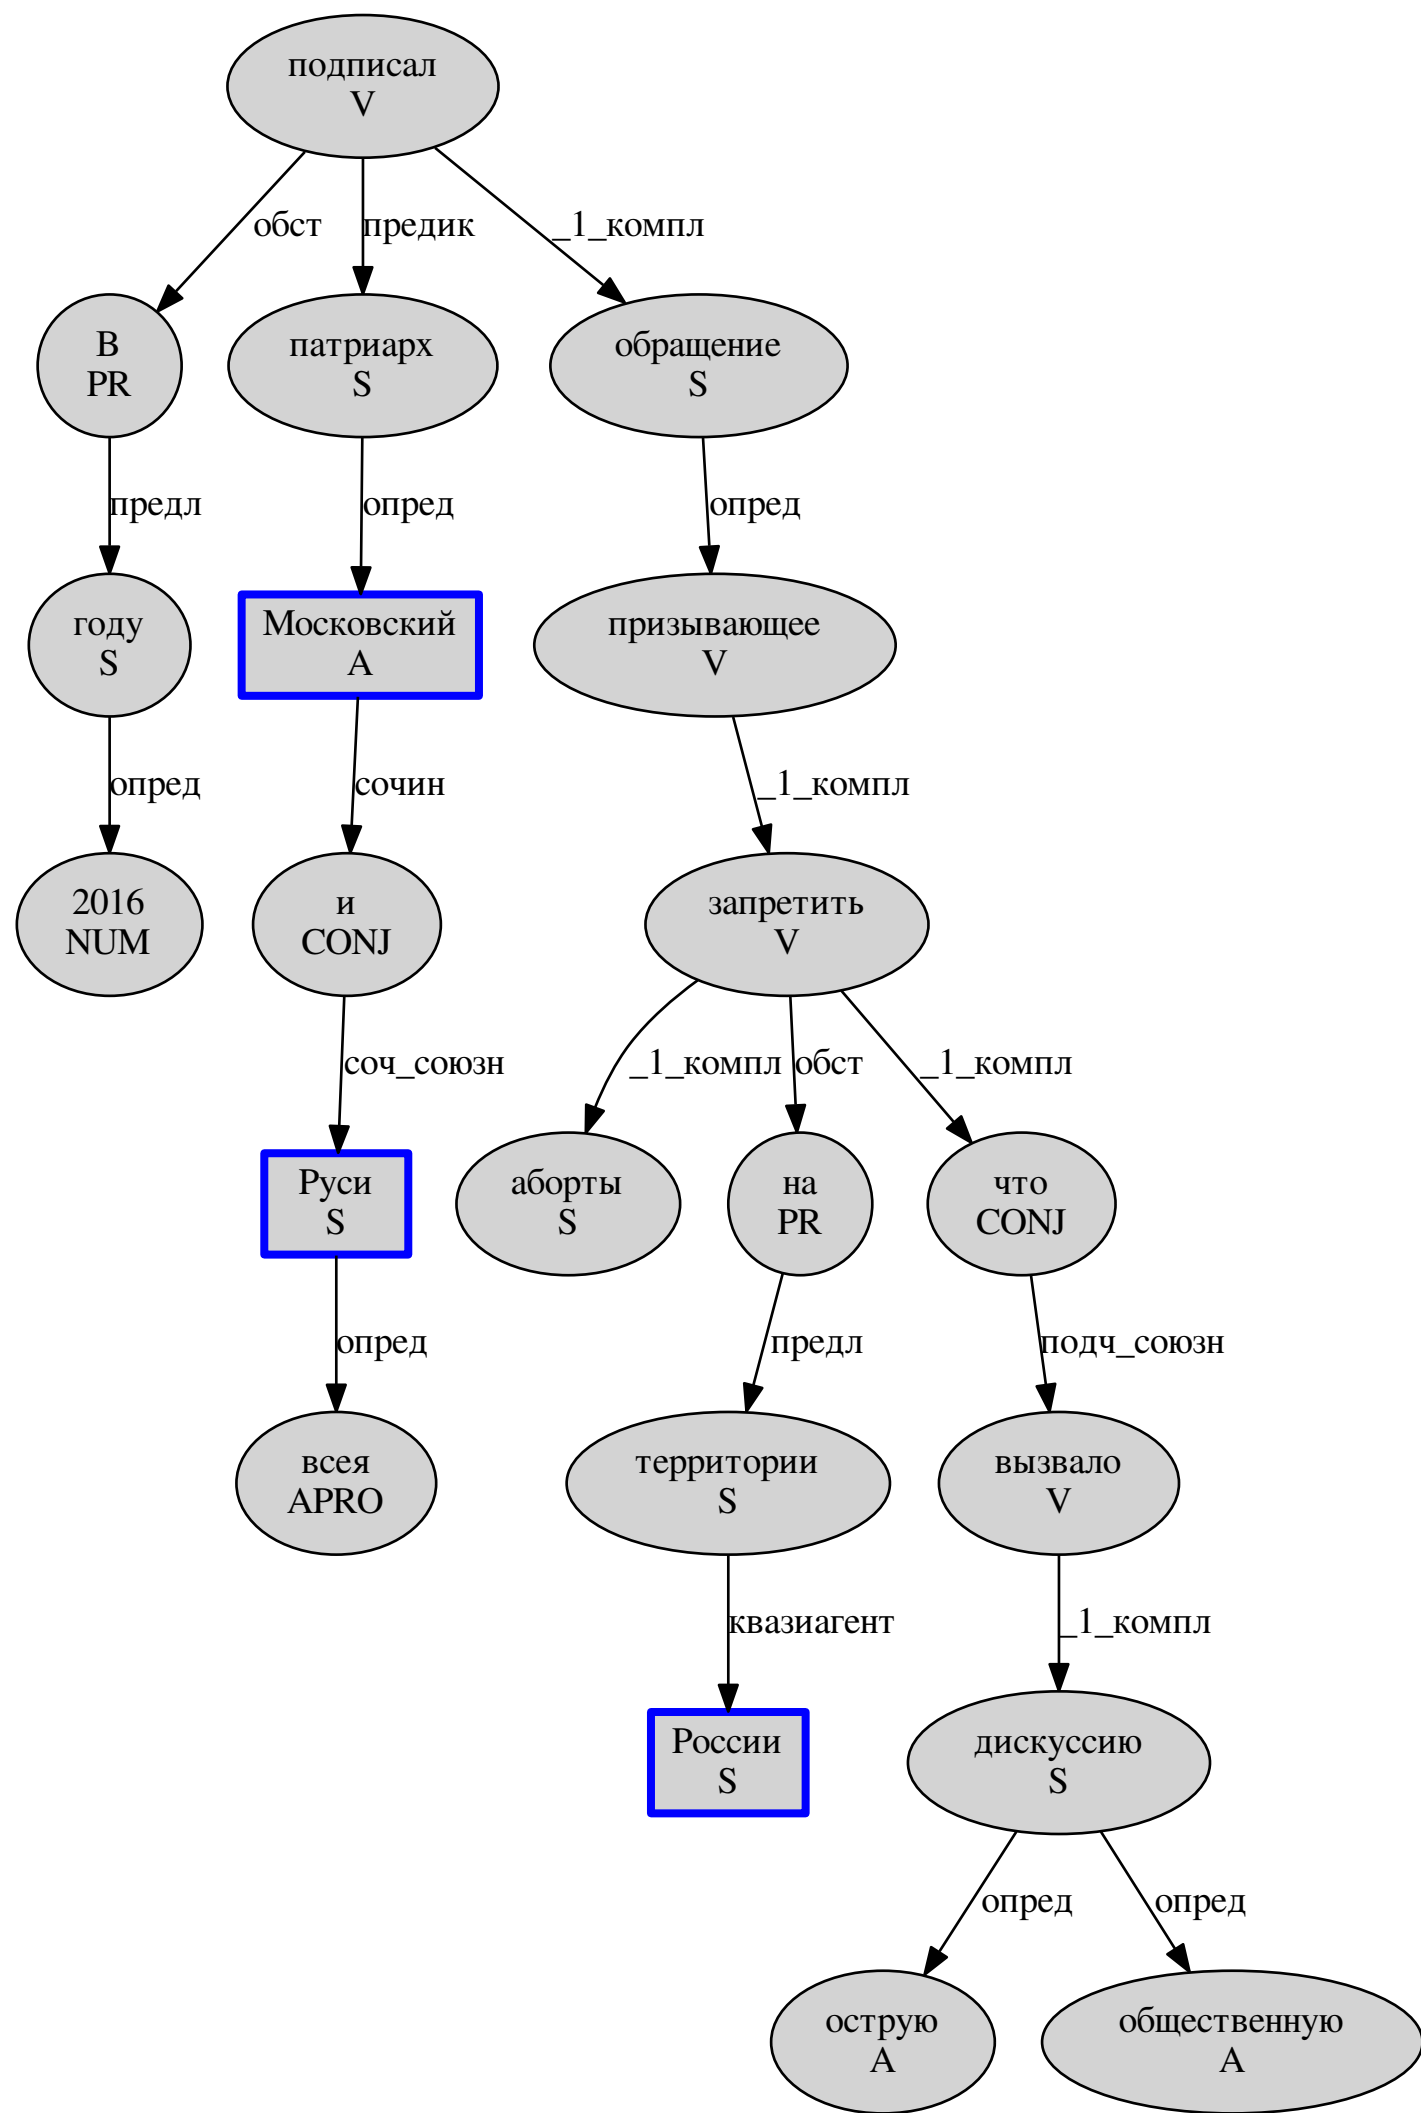 подписал
V
обст
предик
_1_компл
В
PR
патриарх
S
обращение
S
предл
опред
опред
году
S
Московский
A
призывающее
V
опред
сочин
_1_компл
2016
NUM
и
CONJ
запретить
V
соч_союзн
_1_компл
обст
_1_компл
Руси
S
аборты
S
на
PR
что
CONJ
опред
предл
подч_союзн
всея
APRO
территории
S
вызвало
V
квазиагент
_1_компл
России
S
дискуссию
S
опред
опред
острую
A
общественную
A